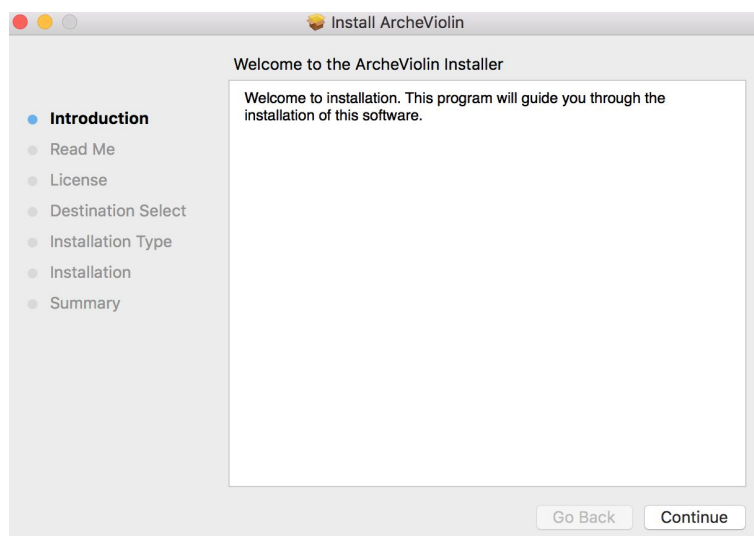 Install ArcheViolin
Welcome to the ArcheViolin Installer
Introduction
Read Me
License
Destination Select
Installation Type
Installation
Summary
Welcome to installation. This program will guide you through the
installation of this software.
Go Back
Continue